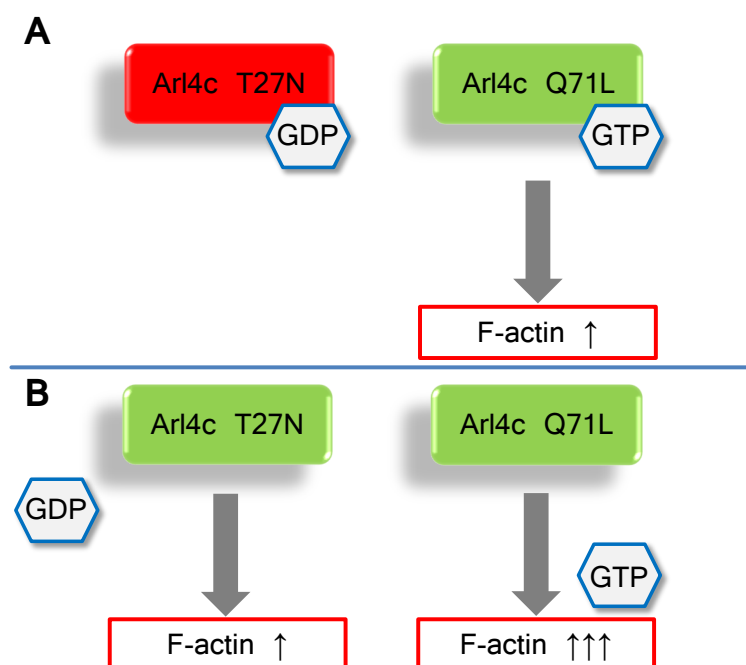 A
Arl4c T27N
GDP
Arl4c Q71L
GTP
F-actin ↑
B
Arl4c T27N
Arl4c Q71L
GDP
GTP
F-actin ↑
F-actin ↑↑↑